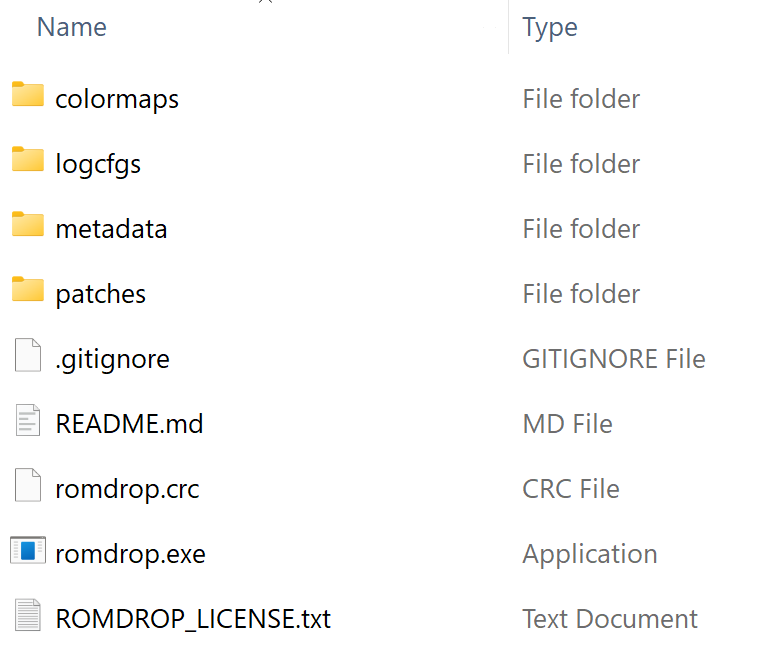 Name Type
colormaps File folder
logcfgs File folder
metadata File folder
patches File folder
.gitignore GITIGNORE File
README.md MD File
romdrop.crc CRC File
romdrop.exe Application
ROMDROP_LICENSE.txt Text Document